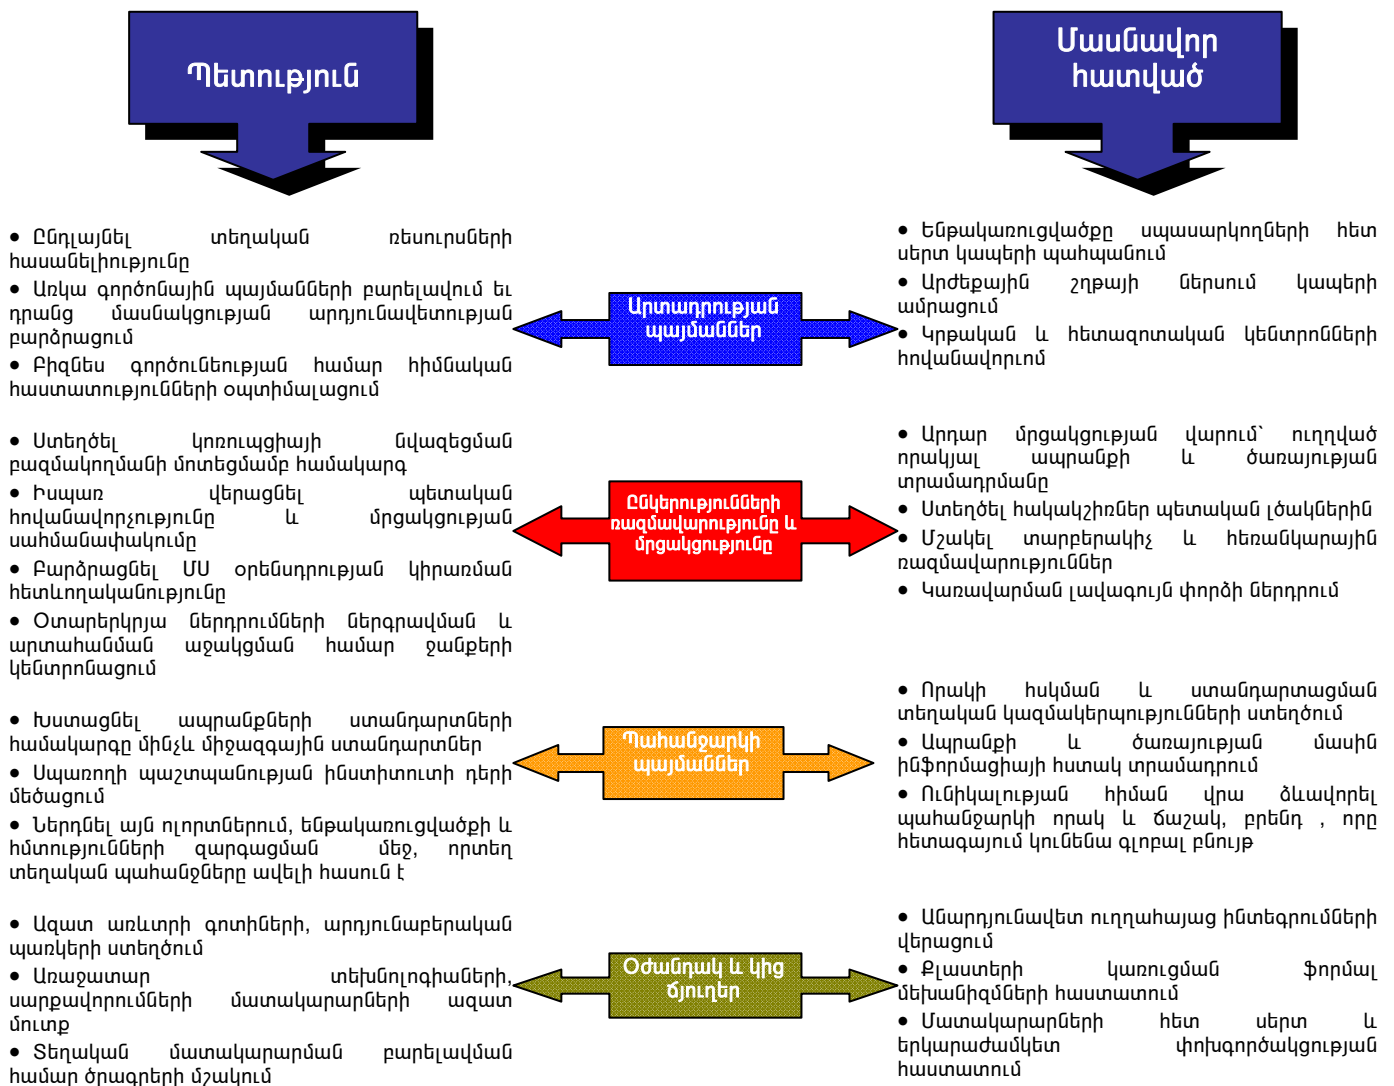 Պետություն
Մասնավոր
հատված
• Ընդլայնել տեղական ռեսուրսների
հասանելիությունը
• Առկա գործոնային պայմանների բարելավում եւ
դրանց մասնակցության արդյունավետության
բարձրացում
• Բիզնես գործունեության համար հիմնական
հաստատությունների օպտիմալացում
Արտադրության
պայմաններ
• Ենթակառուցվածքը սպասարկողների հետ
սերտ կապերի պահպանում
• Արժեքային շղթայի ներսում կապերի
ամրացում
• Կրթական և հետազոտական կենտրոնների
հովանավորւոմ
• Ստեղծել կոռուպցիայի նվազեցման
բազմակողմանի մոտեցմամբ համակարգ
• Իսպառ վերացնել պետական
հովանավորչությունը և մրցակցության
սահմանափակումը
• Բարձրացնել ՄՍ օրենսդրության կիրառման
հետևողականությունը
• Օտարերկրյա ներդրումների ներգրավման և
արտահանման աջակցման համար ջանքերի
կենտրոնացում
Ընկերությունների
ռազմավարությունը և
մրցակցությունը
• Արդար մրցակցության վարում` ուղղված
որակյալ ապրանքի և ծառայության
տրամադրմանը
• Ստեղծել հակակշիռներ պետական լծակներին
• Մշակել տարբերակիչ և հեռանկարային
ռազմավարություններ
• Կառավարման լավագույն փորձի ներդրում
• Խստացնել ապրանքների ստանդարտների
համակարգը մինչև միջազգային ստանդարտներ
• Սպառողի պաշտպանության ինստիտուտի դերի
մեծացում
• Ներդնել այն ոլորտներում, ենթակառուցվածքի և
հմտությունների զարգացման մեջ, որտեղ
տեղական պահանջները ավելի հասուն է
Պահանջարկի
պայմաններ
• Որակի հսկման և ստանդարտացման
տեղական կազմակերպությունների ստեղծում
• Ապրանքի և ծառայության մասին
ինֆորմացիայի հստակ տրամադրում
• Ունիկալության հիման վրա ձևավորել
պահանջարկի որակ և ճաշակ, բրենդ , որը
հետագայում կունենա գլոբալ բնույթ
• Ազատ առևտրի գոտիների, արդյունաբերական
պառկերի ստեղծում
• Առաջատար տեխնոլոգիաների,
սարքավորումների մատակարարների ազատ
մուտք
• Տեղական մատակարարման բարելավման
համար ծրագրերի մշակում
Օժանդակ և կից
ճյուղեր
• Անարդյունավետ ուղղահայաց ինտեգրումների
վերացում
• Քլաստերի կառուցման ֆորմալ
մեխանիզմների հաստատում
• Մատակարարների հետ սերտ և
երկարաժամկետ փոխգործակցության
հաստատում